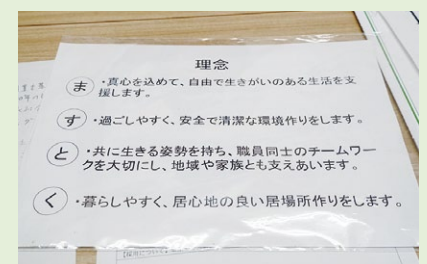 理念
ま ・真心を込めて、自由で生きがいのある生活を支
援します。
す ・過ごしやすく、安全で清潔な環境作りをします。
と ・共に生きる姿勢を持ち、職員同士のチームワー
クを大切にし、地域や家族とも支えあいます。
く ・暮らしやすく、居心地の良い居場所作りをします。